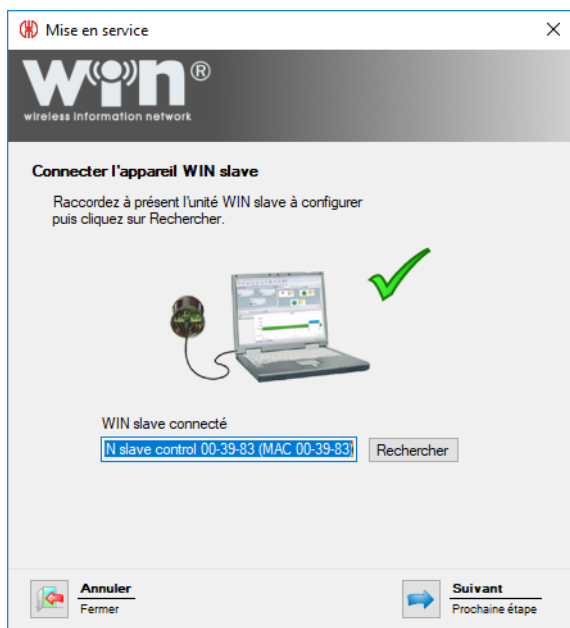 Mise en service
WiN®
wireless information network
Connecter l'appareil WIN slave
Raccordez à présent l'unité WIN slave à configurer
puis cliquez sur Rechercher.
WIN slave connecté
N slave control 00-39-83 (MAC 00-39-83)
Rechercher
Annuler
Fermer
Suivant
Prochaine étape